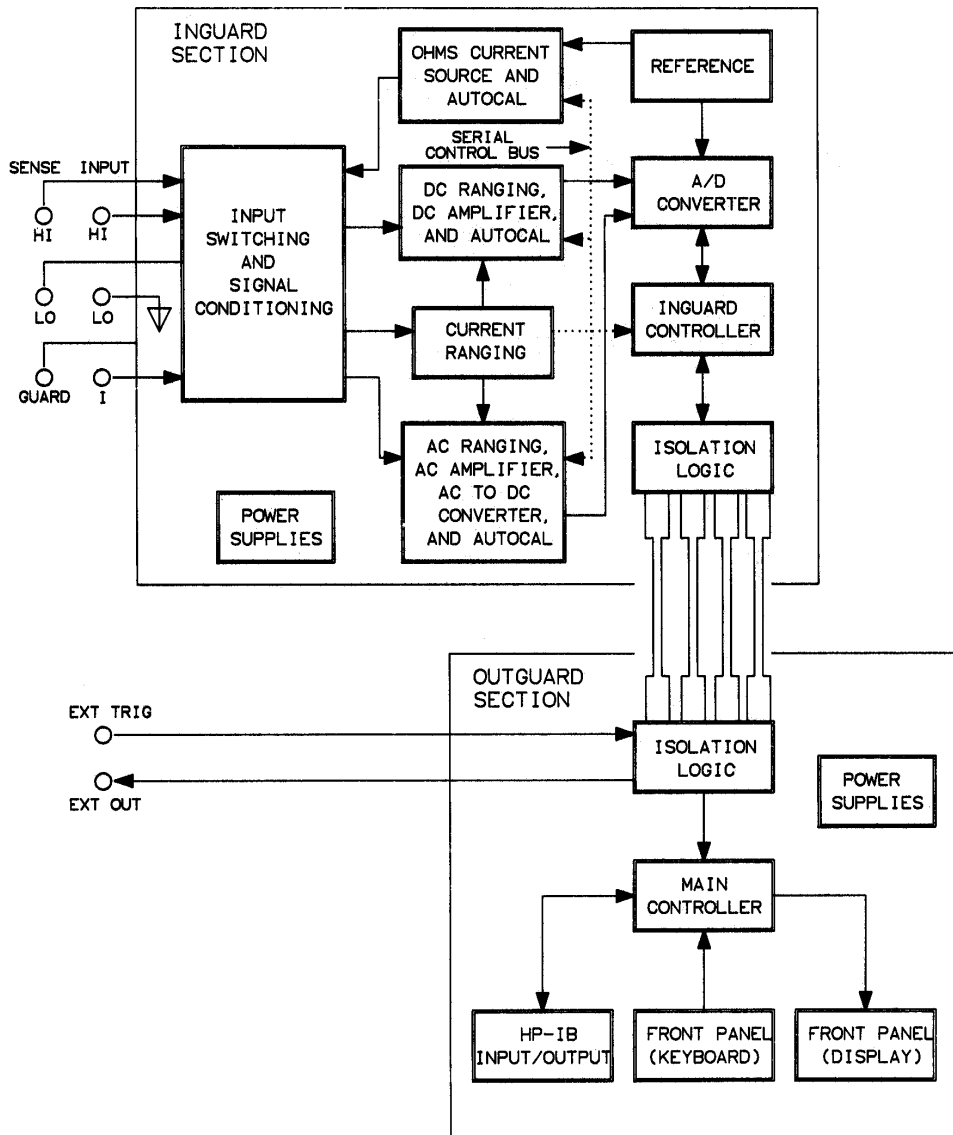 INGUARD
SECTION
OHMS CURRENT
SOURCE AND
AUTOCAL
REFERENCE
SERIAL
CONTROL BUS
SENSE INPUT
HI HI
LO LO
GUARD I
INPUT
SWITCHING
AND
SIGNAL
CONDITIONING
DC RANGING,
DC AMPLIFIER,
AND AUTOCAL
A/D
CONVERTER
CURRENT
RANGING
INGUARD
CONTROLLER
AC RANGING,
AC AMPLIFIER,
AC TO DC
CONVERTER,
AND AUTOCAL
ISOLATION
LOGIC
POWER
SUPPLIES
OUTGUARD
SECTION
EXT TRIG
EXT OUT
ISOLATION
LOGIC
POWER
SUPPLIES
MAIN
CONTROLLER
HP-IB
INPUT/OUTPUT
FRONT PANEL
(KEYBOARD)
FRONT PANEL
(DISPLAY)